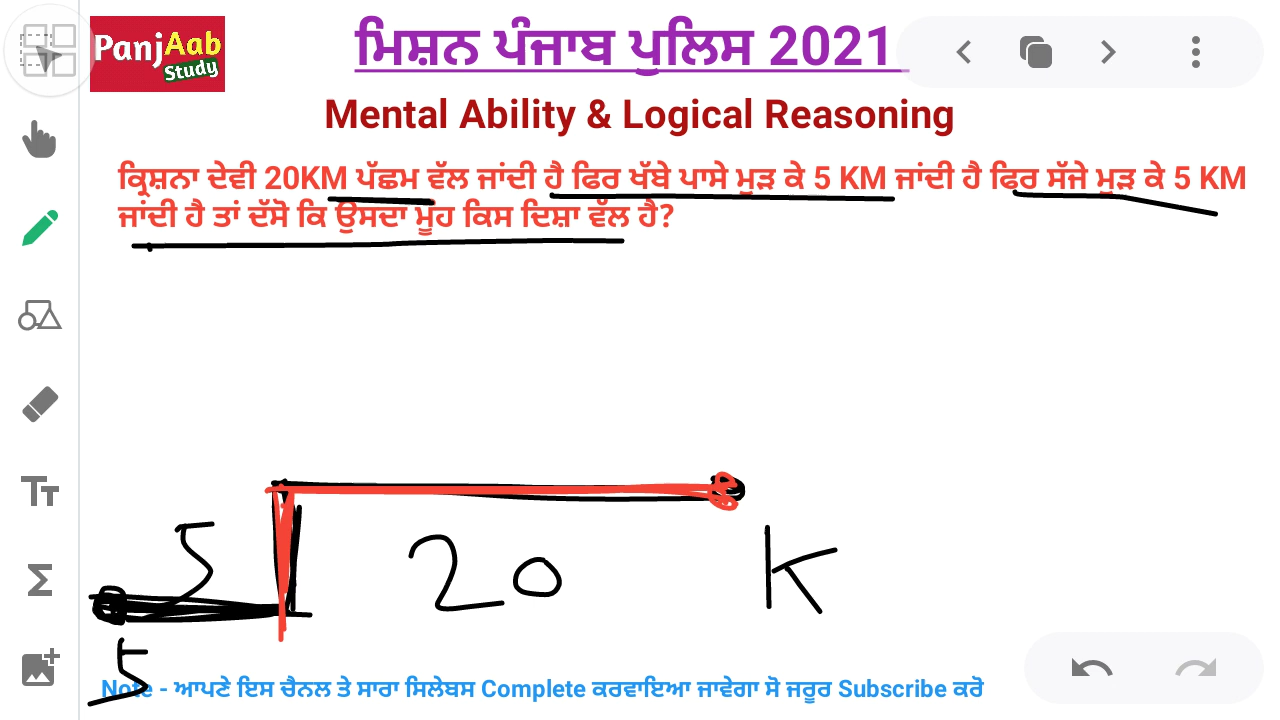 PanjAab
Study
ਮਿਸ਼ਨ ਪੰਜਾਬ ਪੁਲਿਸ 2021
Mental Ability & Logical Reasoning
ਕ੍ਰਿਸ਼ਨਾ ਦੇਵੀ 20KM ਪੱਛਮ ਵੱਲ ਜਾਂਦੀ ਹੈ ਫਿਰ ਖੱਬੇ ਪਾਸੇ ਮੁੜ ਕੇ 5 KM ਜਾਂਦੀ ਹੈ ਫਿਰ ਸੱਜੇ ਮੁੜ ਕੇ 5 KM
ਜਾਂਦੀ ਹੈ ਤਾਂ ਦੱਸੋ ਕਿ ਉਸਦਾ ਮੂਹ ਕਿਸ ਦਿਸ਼ਾ ਵੱਲ ਹੈ?
5 20 K
5
Note - ਆਪਣੇ ਇਸ ਚੈਨਲ ਤੇ ਸਾਰਾ ਸਿਲੇਬਸ Complete ਕਰਵਾਇਆ ਜਾਵੇਗਾ ਸੋ ਜਰੂਰ Subscribe ਕਰੋ